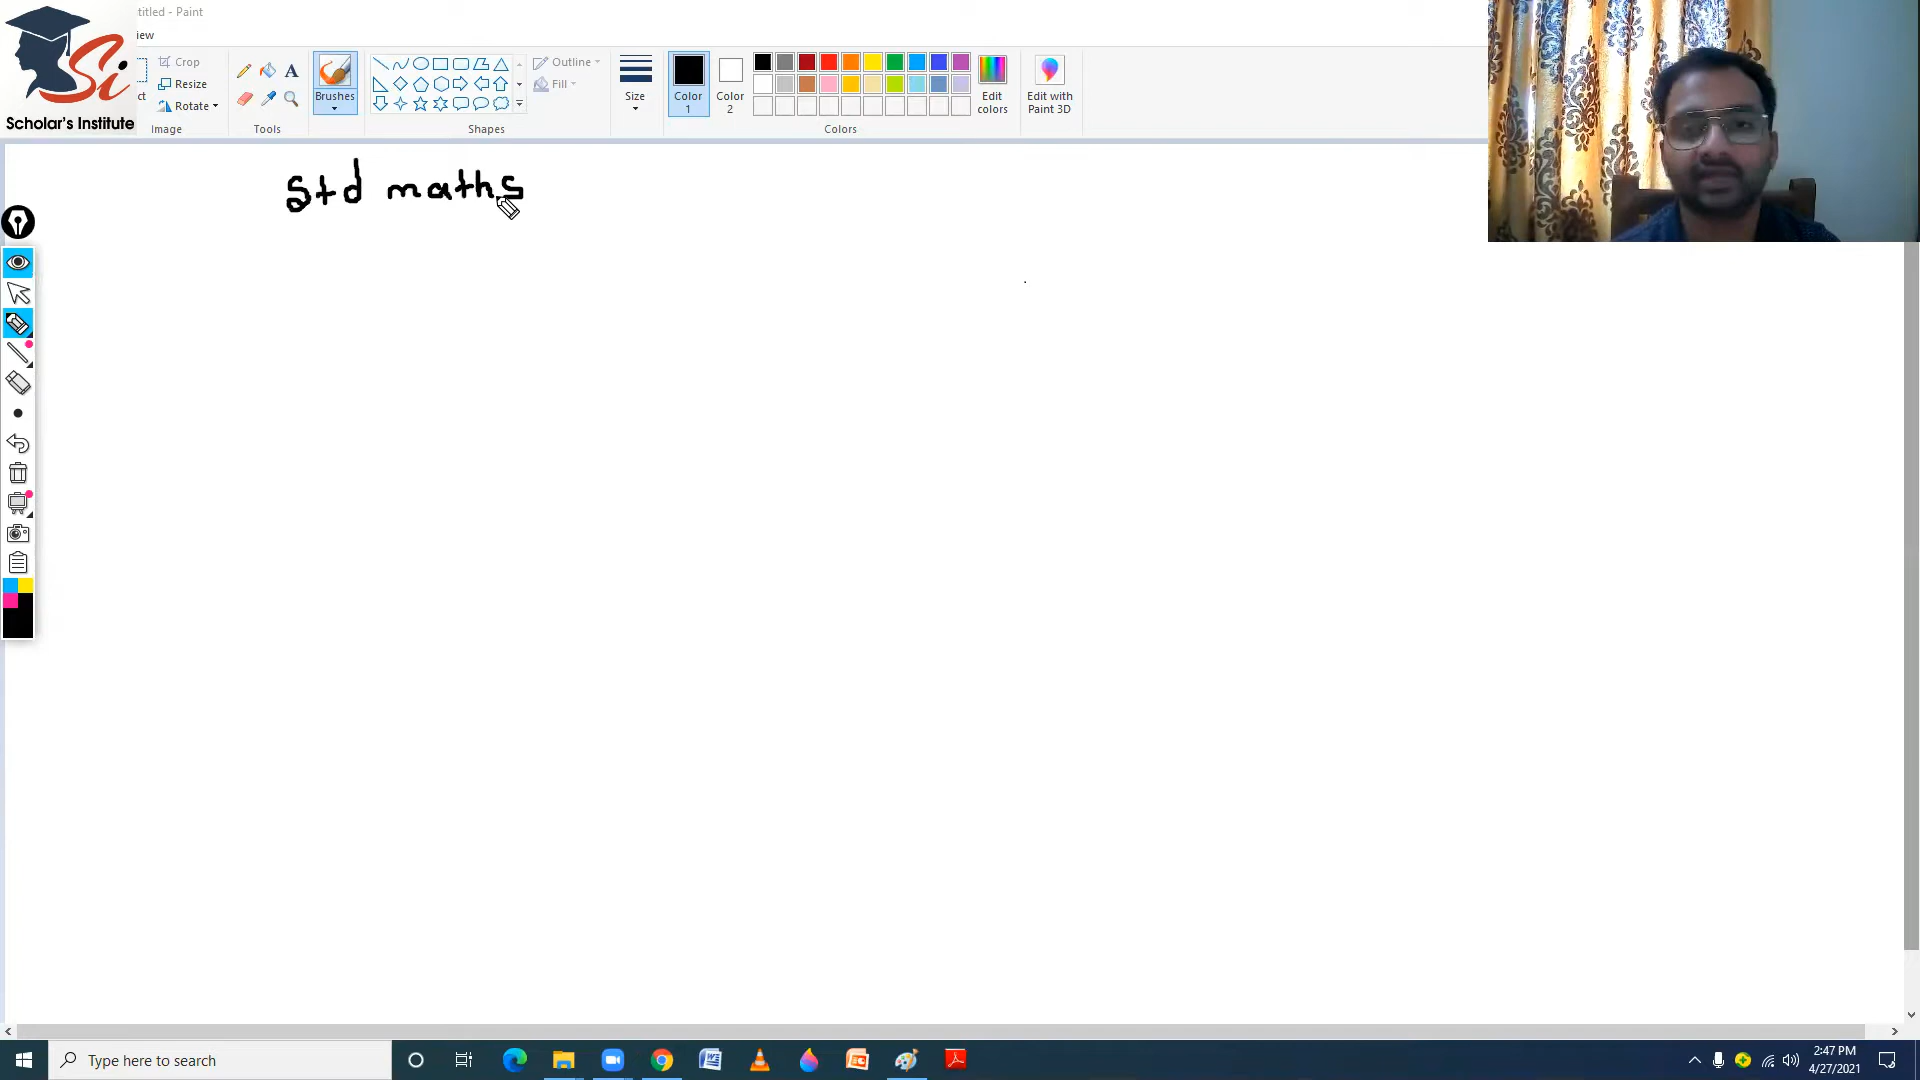 titled - Paint
iew
Crop
Resize
ct
Rotate
Image
Tools
Brushes
Shapes
Outline
Fill
Size
Color 1
Color 2
Colors
Edit colors
Edit with Paint 3D
Si
Scholar's Institute
Std maths
Type here to search
2:47 PM
4/27/2021